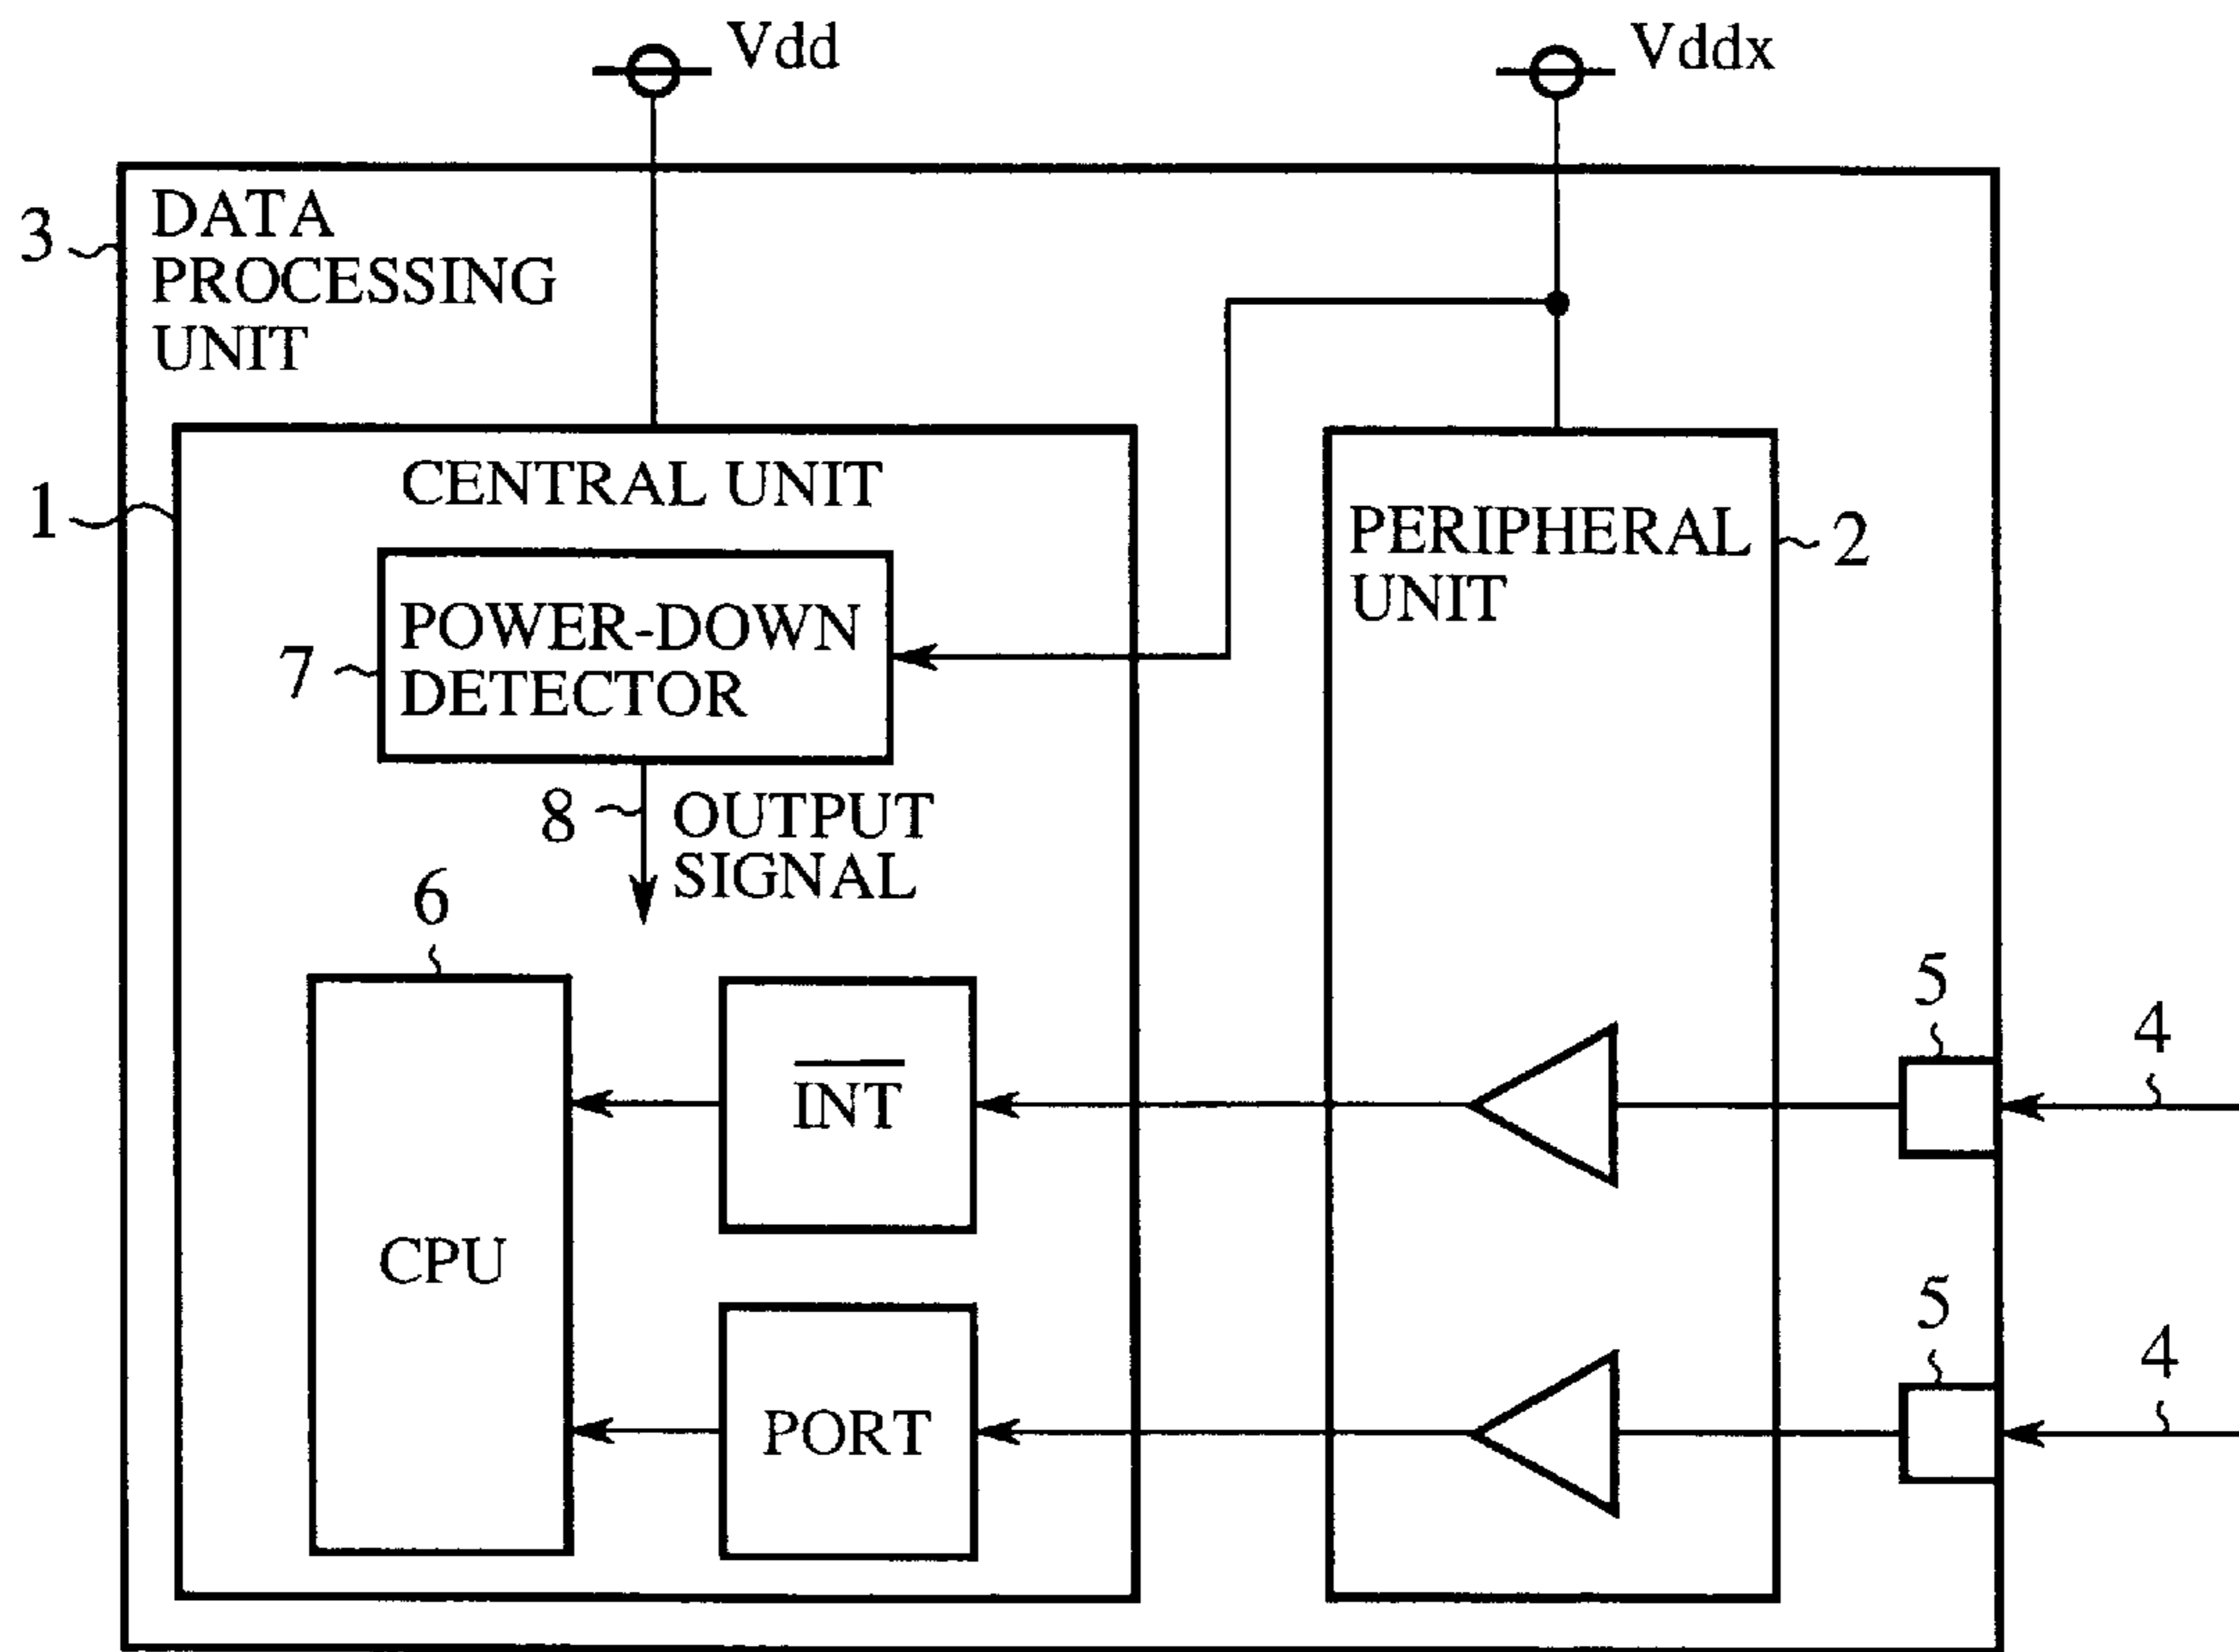 Vdd
Vddx
3
DATA
PROCESSING
UNIT
1
CENTRAL UNIT
PERIPHERAL
UNIT
2
7
POWER-DOWN
DETECTOR
8
OUTPUT
SIGNAL
6
CPU
INT
PORT
5
4
5
4